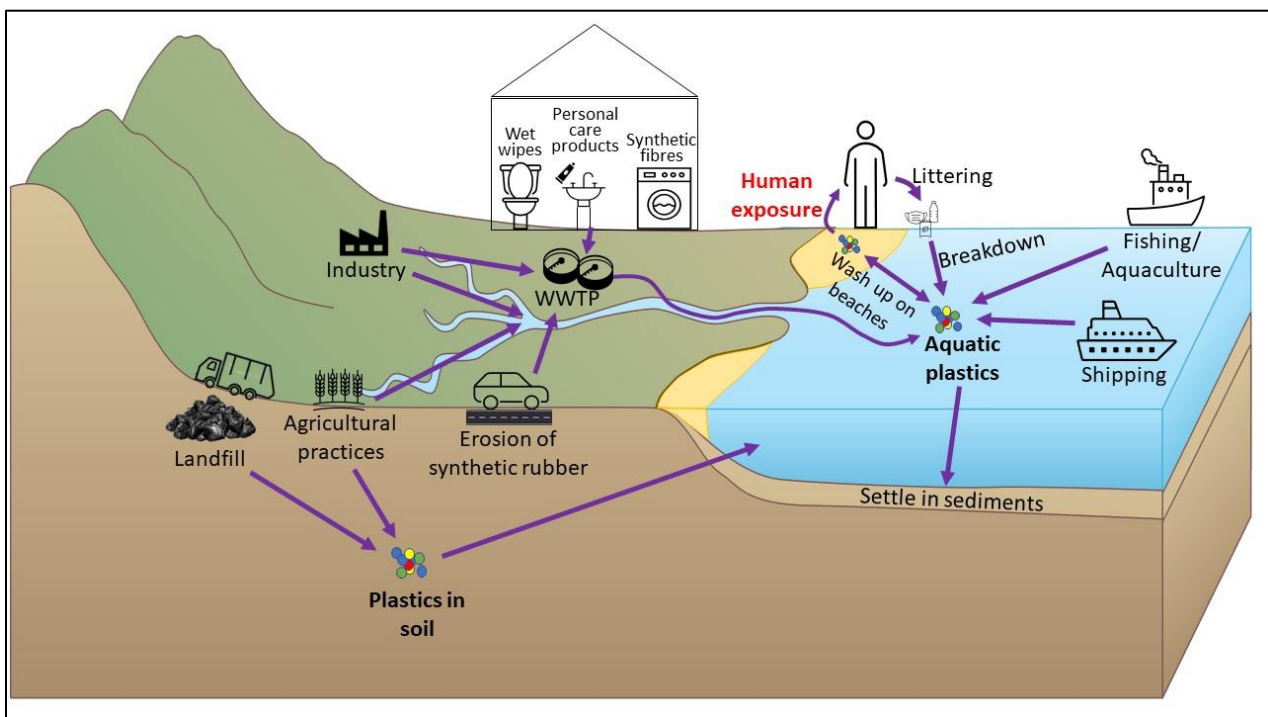 Wet
wipes
Personal
care
products
Synthetic
fibres
Human
exposure
Littering
Industry
WWTP
Wash up on
beaches
Breakdown
Fishing/
Aquaculture
Aquatic
plastics
Shipping
Landfill
Agricultural
practices
Erosion of
synthetic rubber
Settle in sediments
Plastics in
soil